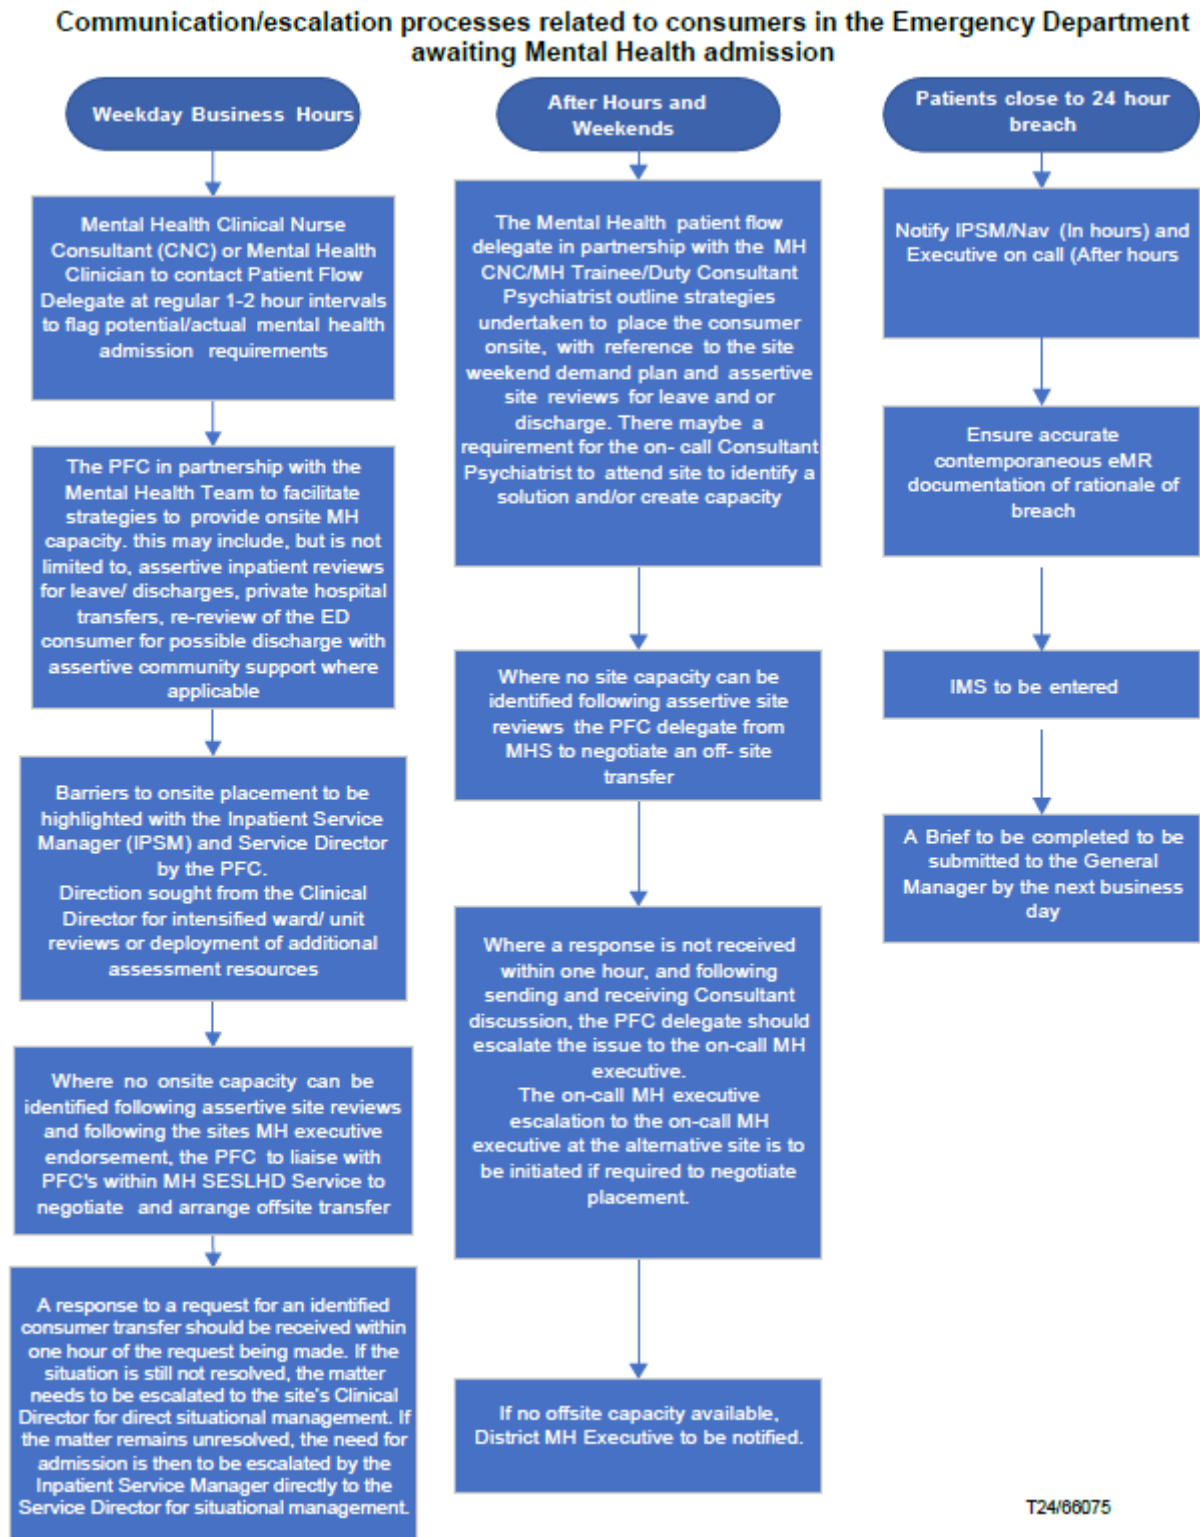 Communication/escalation processes related to consumers in the Emergency Department
awaiting Mental Health admission
Weekday Business Hours
Mental Health Clinical Nurse
Consultant (CNC) or Mental Health
Clinician to contact Patient Flow
Delegate at regular 1-2 hour intervals
to flag potential/actual mental health
admission requirements
The PFC in partnership with the
Mental Health Team to facilitate
strategies to provide onsite MH
capacity. this may include, but is not
limited to, assertive inpatient reviews
for leave/ discharges, private hospital
transfers, re-review of the ED
consumer for possible discharge with
assertive community support where
applicable
Barriers to onsite placement to be
highlighted with the Inpatient Service
Manager (IPSM) and Service Director
by the PFC.
Direction sought from the Clinical
Director for intensified ward/ unit
reviews or deployment of additional
assessment resources
Where no onsite capacity can be
identified following assertive site reviews
and following the sites MH executive
endorsement, the PFC to liaise with
PFC's within MH SESLHD Service to
negotiate and arrange offsite transfer
A response to a request for an identified
consumer transfer should be received within
one hour of the request being made. If the
situation is still not resolved, the matter
needs to be escalated to the site's Clinical
Director for direct situational management. If
the matter remains unresolved, the need for
admission is then to be escalated by the
Inpatient Service Manager directly to the
Service Director for situational management.
After Hours and
Weekends
The Mental Health patient flow
delegate in partnership with the MH
CNC/MH Trainee/Duty Consultant
Psychiatrist outline strategies
undertaken to place the consumer
onsite, with reference to the site
weekend demand plan and assertive
site reviews for leave and or
discharge. There maybe a
requirement for the on- call Consultant
Psychiatrist to attend site to identify a
solution and/or create capacity
Where no site capacity can be
identified following assertive site
reviews the PFC delegate from
MHS to negotiate an off- site
transfer
Where a response is not received
within one hour, and following
sending and receiving Consultant
discussion, the PFC delegate should
escalate the issue to the on-call MH
executive.
The on-call MH executive
escalation to the on-call MH
executive at the alternative site is to
be initiated if required to negotiate
placement.
If no offsite capacity available,
District MH Executive to be notified.
Patients close to 24 hour
breach
Notify IPSM/Nav (In hours) and
Executive on call (After hours
Ensure accurate
contemporaneous eMR
documentation of rationale of
breach
IMS to be entered
A Brief to be completed to be
submitted to the General
Manager by the next business
day
T24/66075